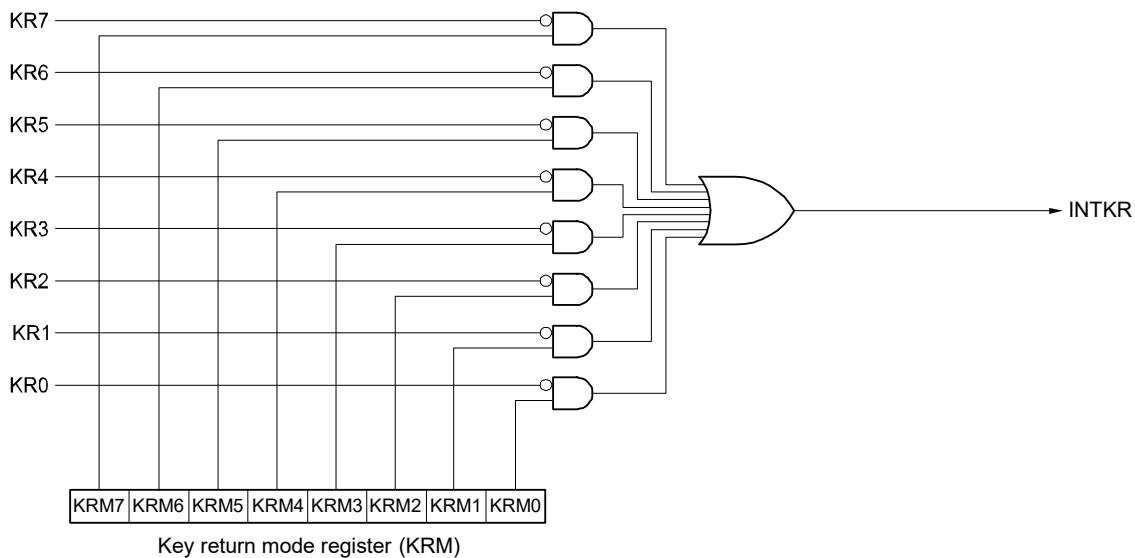 KR7
KR6
KR5
KR4
KR3
KR2
KR1
KR0
INTKR
KRM7 KRM6 KRM5 KRM4 KRM3 KRM2 KRM1 KRM0
Key return mode register (KRM)